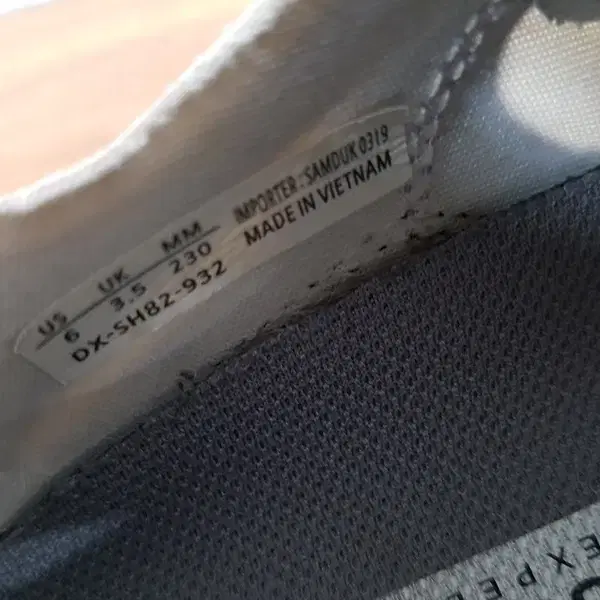 US UK MM
6 3.5 230
DX-SH82-932
IMPORTER : SAMDUK 0319
MADE IN VIETNAM